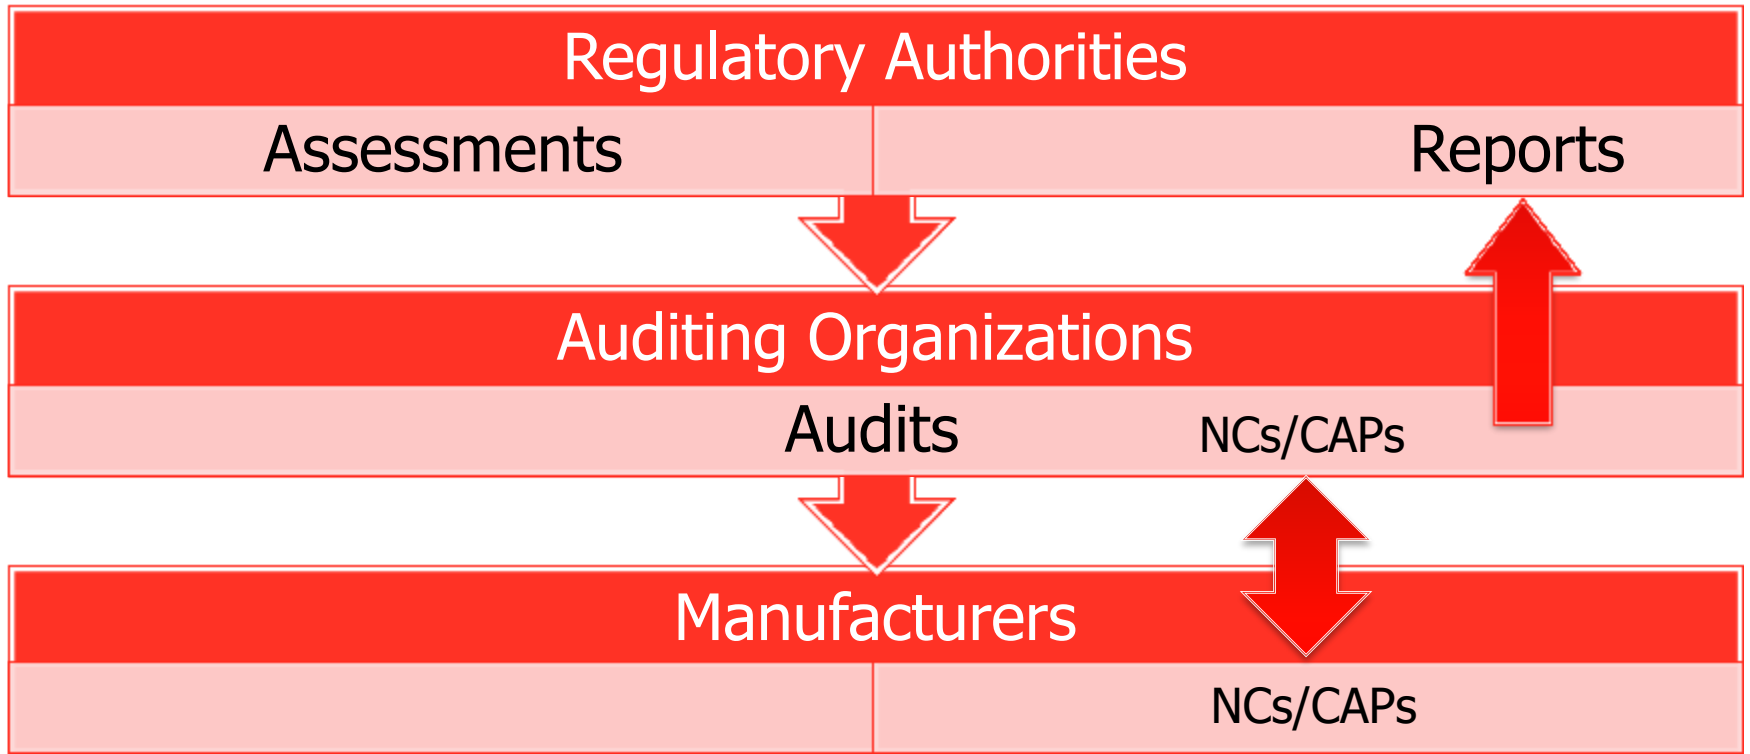 Regulatory Authorities
Assessments
Reports
Auditing Organizations
Audits
NCs/CAPs
Manufacturers
NCs/CAPs